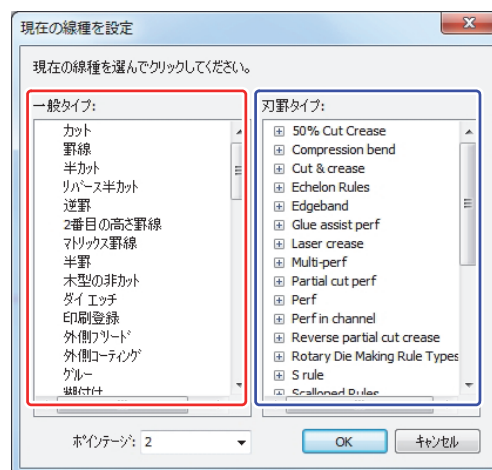 現在の線種を設定
現在の線種を選んでクリックしてください。
一般タイプ:
カット
罫線
半カット
リバース半カット
逆罫
2番目の高さ罫線
マトリックス罫線
半罫
木型の非カット
ダイ エッチ
印刷登録
外側ブリード
外側コーティング
グルー
糊付け
刃罫タイプ:
50% Cut Crease
Compression bend
Cut & crease
Echelon Rules
Edgeband
Glue assist perf
Laser crease
Multi-perf
Partial cut perf
Perf
Perf in channel
Reverse partial cut crease
Rotary Die Making Rule Types
S rule
Scalloped Rules
ポインテージ: 2
OK
キャンセル